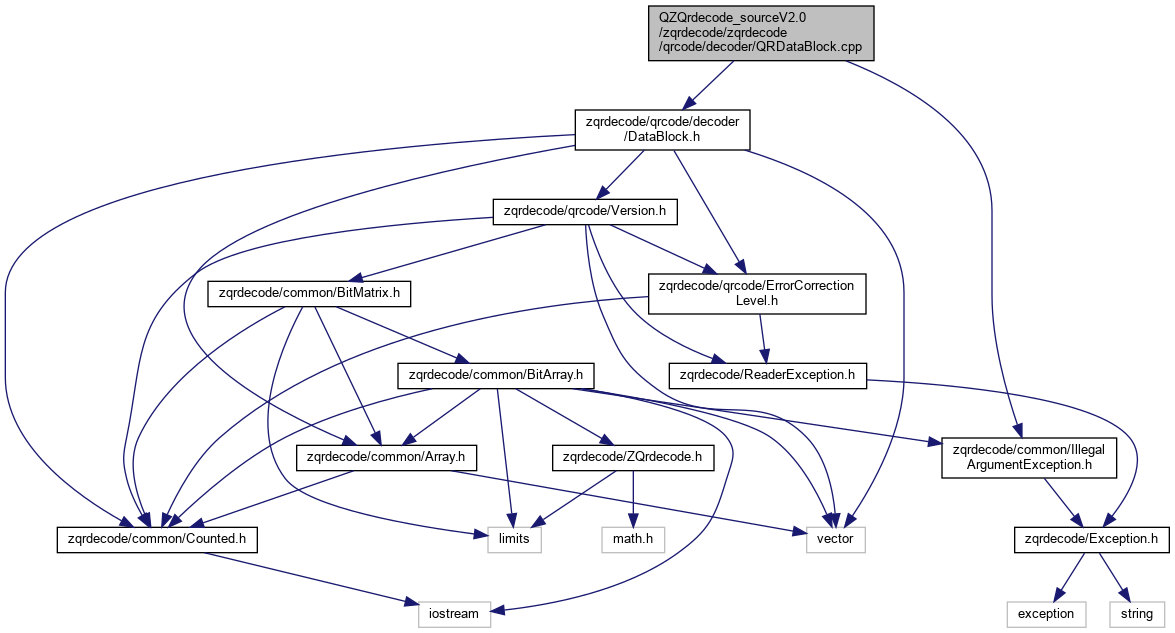 QZQrdecode_sourceV2.0
/zqrdecode/zqrdecode
/qrcode/decoder/QRDataBlock.cpp
zqrdecode/qrcode/decoder
/DataBlock.h
zqrdecode/qrcode/Version.h
zqrdecode/common/BitMatrix.h
zqrdecode/qrcode/ErrorCorrection
Level.h
zqrdecode/common/BitArray.h
zqrdecode/ReaderException.h
zqrdecode/common/Array.h
zqrdecode/ZQrdecode.h
zqrdecode/common/Illegal
ArgumentException.h
zqrdecode/common/Counted.h
limits
math.h
vector
zqrdecode/Exception.h
iostream
exception
string